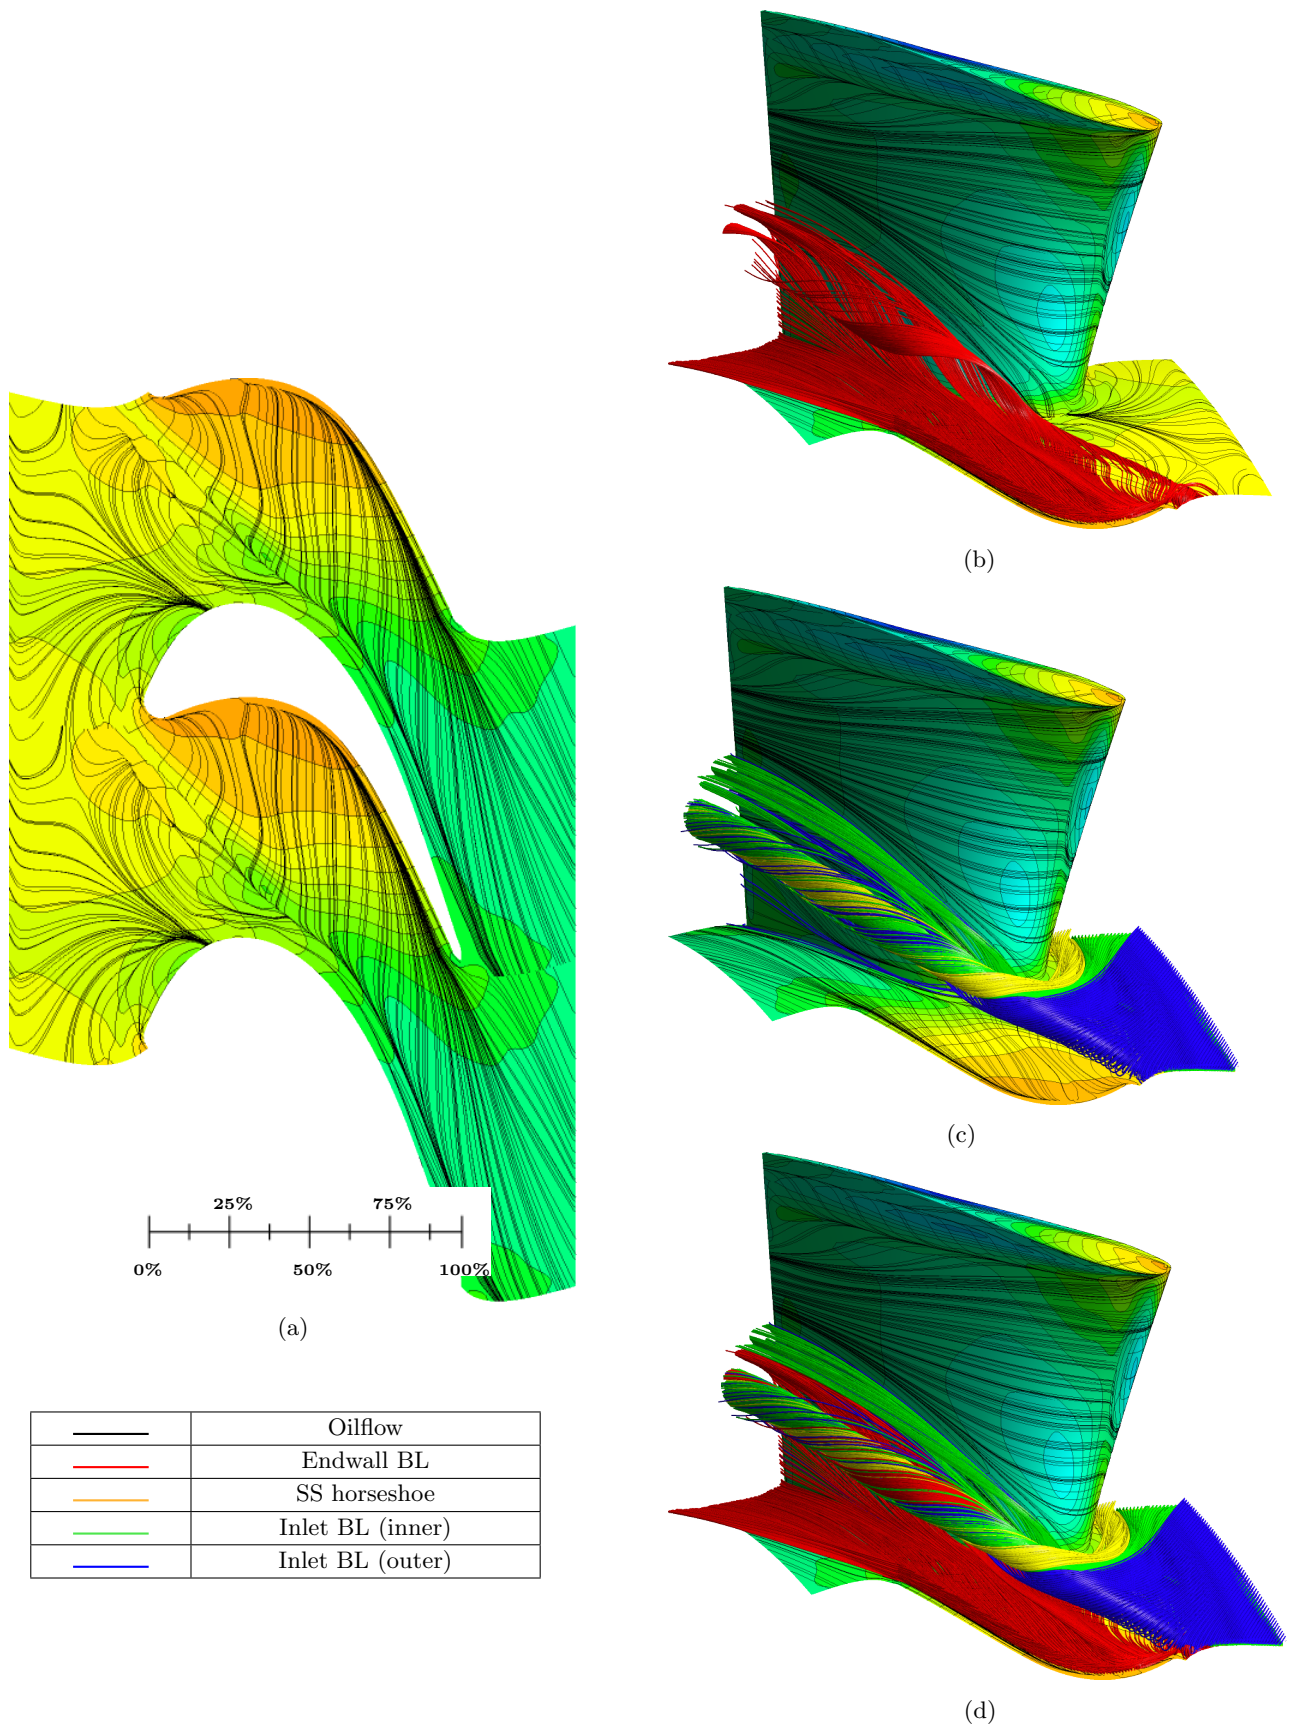 (b)
(c)
25% 75%
0% 50% 100%
(a)
Oilflow
Endwall BL
SS horseshoe
Inlet BL (inner)
Inlet BL (outer)
(d)